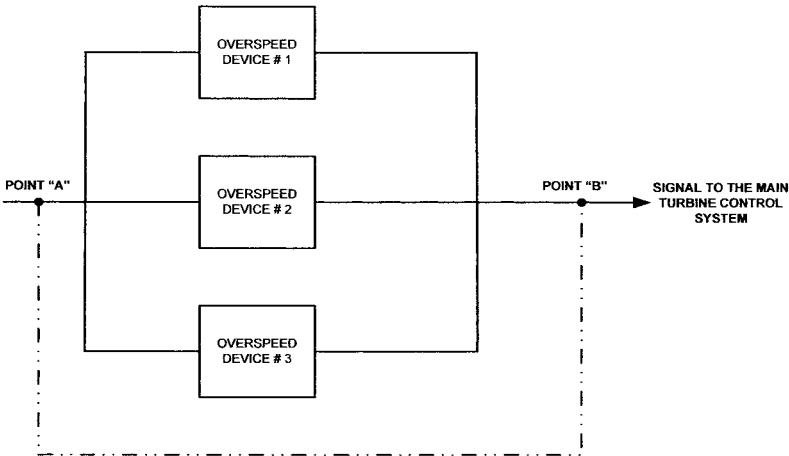 OVERSPEED
DEVICE # 1
POINT "A"
OVERSPEED
DEVICE # 2
POINT "B"
SIGNAL TO THE MAIN
TURBINE CONTROL
SYSTEM
OVERSPEED
DEVICE # 3